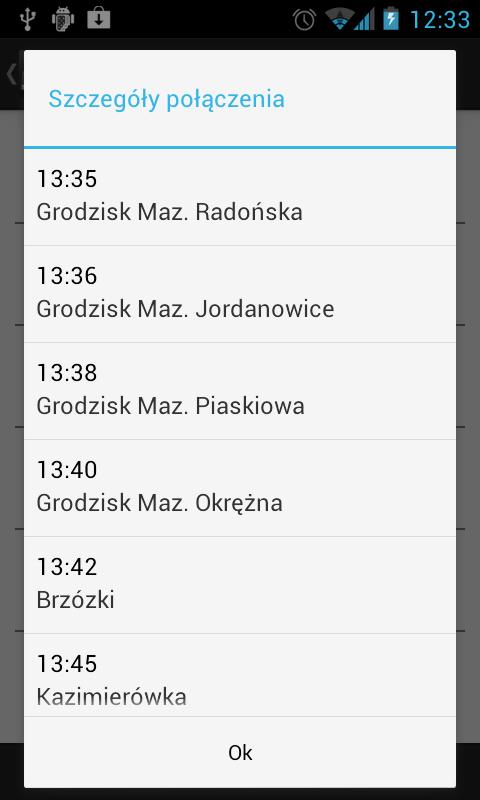 12:33
Szczegóły połączenia
13:35
Grodzisk Maz. Radońska
13:36
Grodzisk Maz. Jordanowice
13:38
Grodzisk Maz. Piaskiowa
13:40
Grodzisk Maz. Okrężna
13:42
Brzózki
13:45
Kazimierówka
Ok